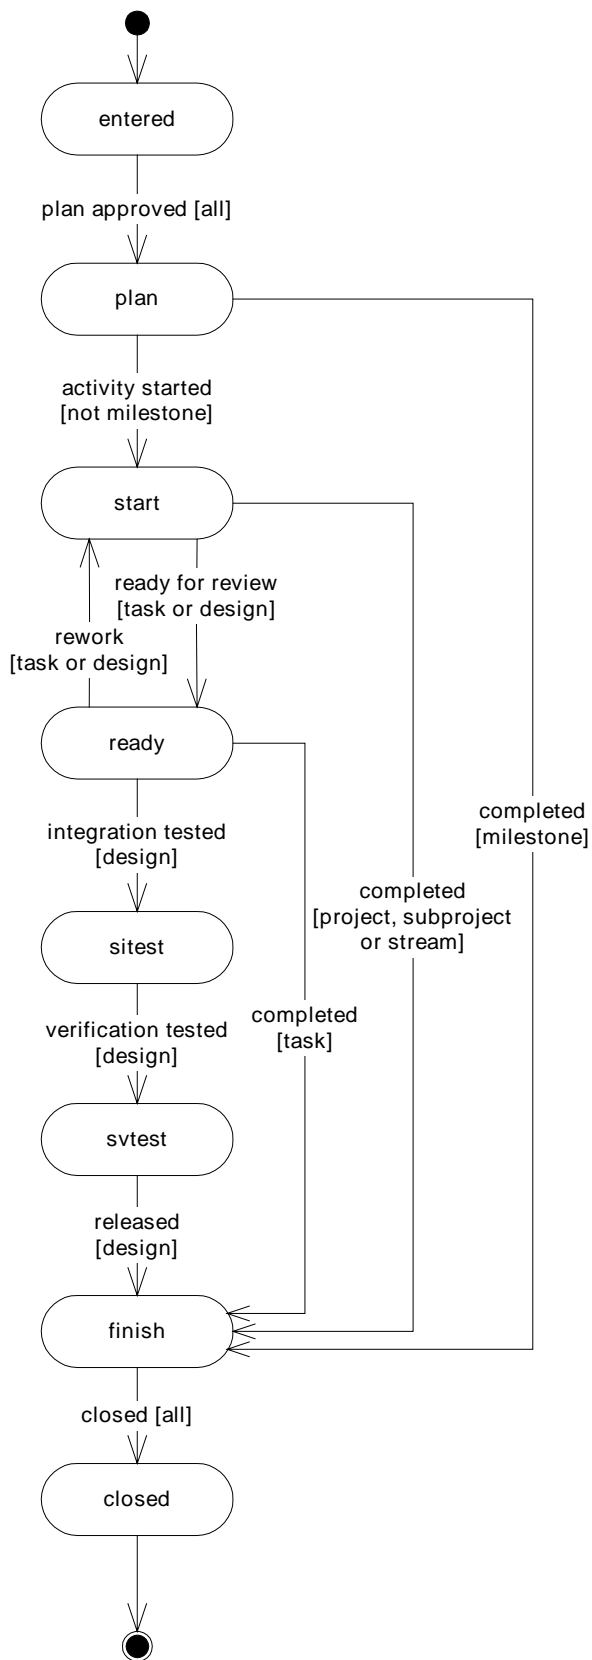 entered
plan approved [all]
plan
activity started
[not milestone]
start
ready for review
[task or design]
rework
[task or design]
ready
completed
[milestone]
integration tested
[design]
completed
[project, subproject
or stream]
sitest
completed
[task]
verification tested
[design]
svtest
released
[design]
finish
closed [all]
closed